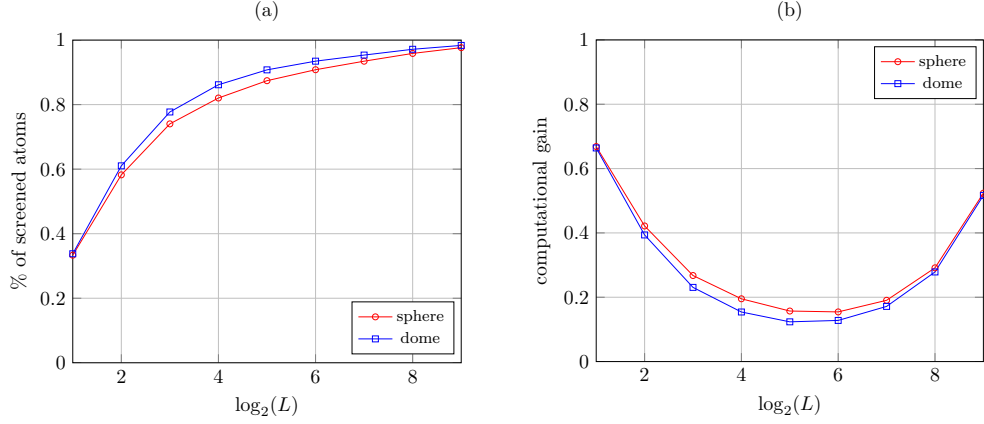 (a)
1
0.8
0.6
0.4
0.2
0
2
4
6
8
% of screened atoms
log₂(L)
sphere
dome
(b)
1
0.8
0.6
0.4
0.2
0
2
4
6
8
computational gain
log₂(L)
sphere
dome